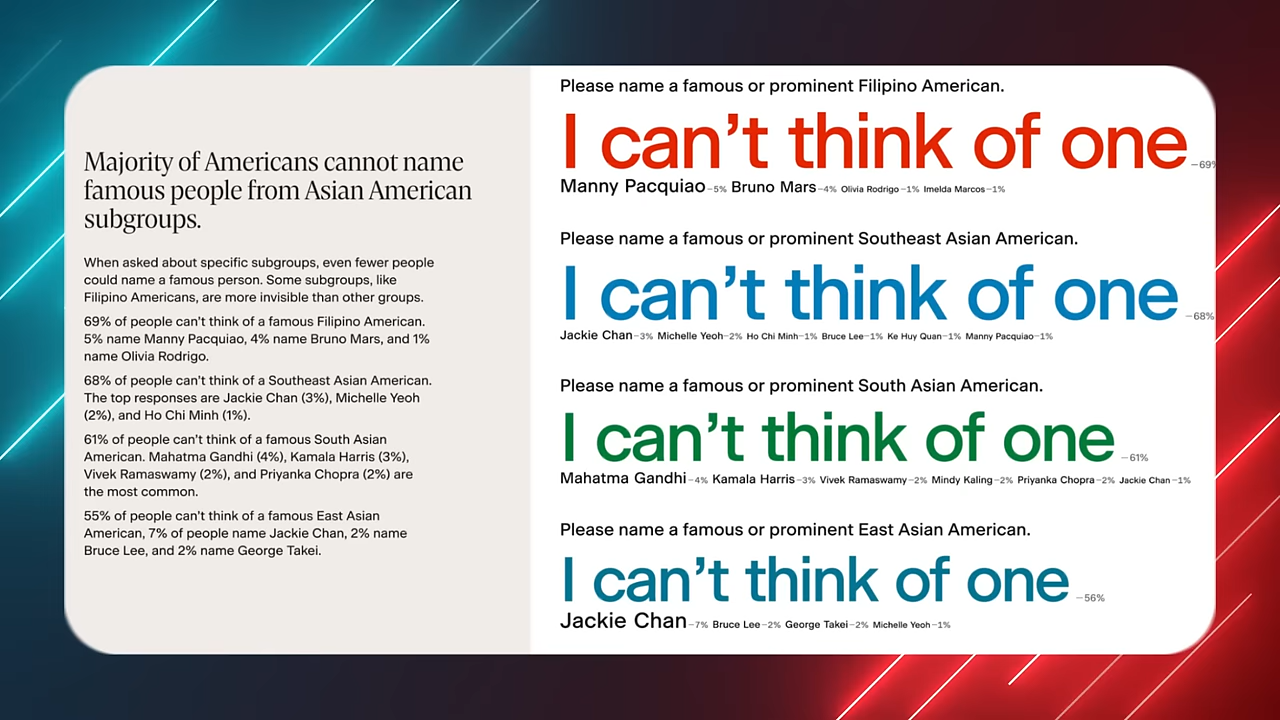 Majority of Americans cannot name
famous people from Asian American
subgroups.
When asked about specific subgroups, even fewer people
could name a famous person. Some subgroups, like
Filipino Americans, are more invisible than other groups.
69% of people can't think of a famous Filipino American.
5% name Manny Pacquiao, 4% name Bruno Mars, and 1%
name Olivia Rodrigo.
68% of people can't think of a Southeast Asian American.
The top responses are Jackie Chan (3%), Michelle Yeoh
(2%), and Ho Chi Minh (1%).
61% of people can't think of a famous South Asian
American. Mahatma Gandhi (4%), Kamala Harris (3%),
Vivek Ramaswamy (2%), and Priyanka Chopra (2%) are
the most common.
55% of people can't think of a famous East Asian
American, 7% of people name Jackie Chan, 2% name
Bruce Lee, and 2% name George Takei.
Please name a famous or prominent Filipino American.
I can't think of one –69%
Manny Pacquiao –5% Bruno Mars –4% Olivia Rodrigo –1% Imelda Marcos –1%
Please name a famous or prominent Southeast Asian American.
I can't think of one –68%
Jackie Chan –3% Michelle Yeoh –2% Ho Chi Minh –1% Bruce Lee –1% Ke Huy Quan –1% Manny Pacquiao –1%
Please name a famous or prominent South Asian American.
I can't think of one –61%
Mahatma Gandhi –4% Kamala Harris –3% Vivek Ramaswamy –2% Mindy Kaling –2% Priyanka Chopra –2% Jackie Chan –1%
Please name a famous or prominent East Asian American.
I can't think of one –56%
Jackie Chan –7% Bruce Lee –2% George Takei –2% Michelle Yeoh –1%